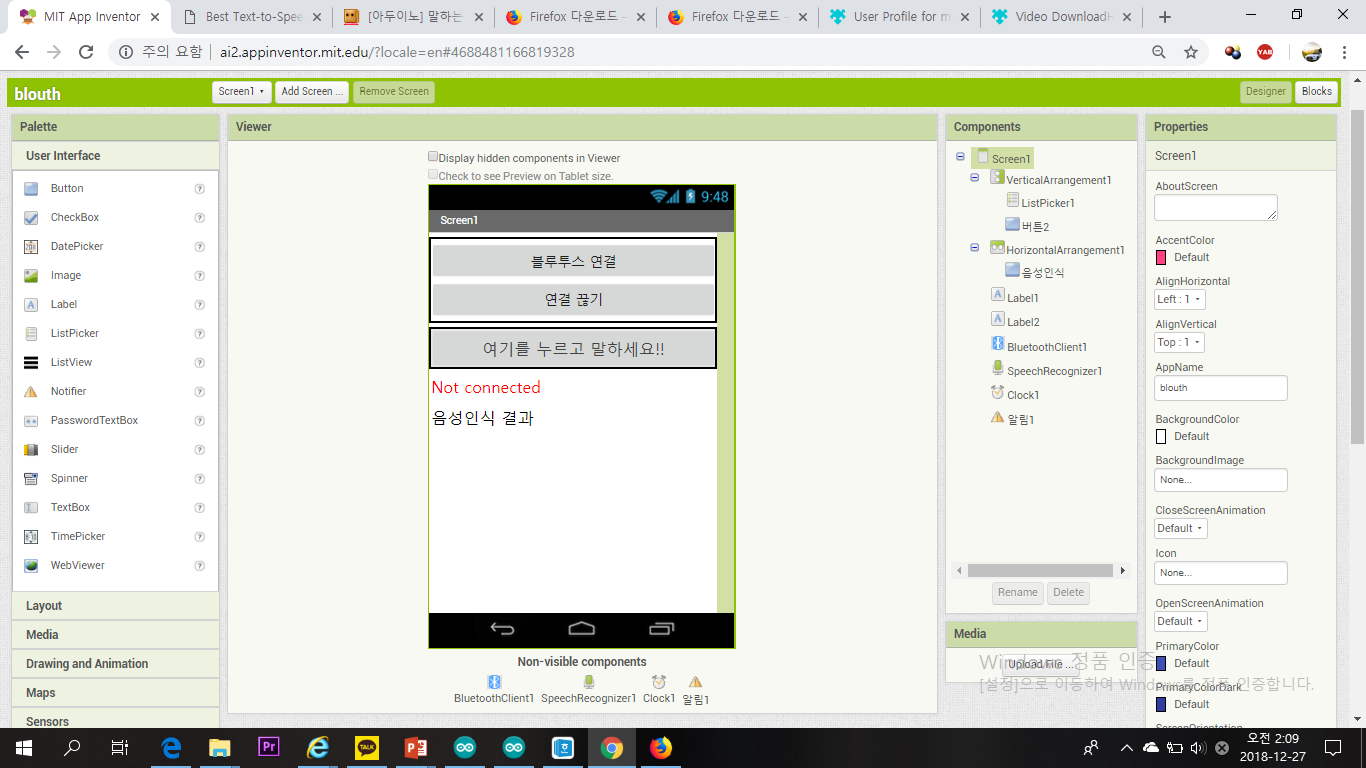 MIT App Inventor
Best Text-to-Spee
[아두이노] 말하는
Firefox 다운로드 -
Firefox 다운로드 -
User Profile for m
Video DownloadH
주의 요함 | ai2.appinventor.mit.edu/?locale=en#4688481166819328
YAB
blouth
Screen1
Add Screen ...
Remove Screen
Designer
Blocks
Palette
User Interface
Button
CheckBox
DatePicker
Image
Label
ListPicker
ListView
Notifier
PasswordTextBox
Slider
Spinner
TextBox
TimePicker
WebViewer
Layout
Media
Drawing and Animation
Maps
Sensors
Viewer
Display hidden components in Viewer
Check to see Preview on Tablet size.
9:48
Screen1
블루투스 연결
연결 끊기
여기를 누르고 말하세요!!
Not connected
음성인식 결과
Non-visible components
BluetoothClient1
SpeechRecognizer1
Clock1
알림1
Components
Screen1
VerticalArrangement1
ListPicker1
버튼2
HorizontalArrangement1
음성인식
Label1
Label2
BluetoothClient1
SpeechRecognizer1
Clock1
알림1
Rename
Delete
Media
Upload File ...
Properties
Screen1
AboutScreen
AccentColor
Default
AlignHorizontal
Left : 1
AlignVertical
Top : 1
AppName
blouth
BackgroundColor
Default
BackgroundImage
None...
CloseScreenAnimation
Default
Icon
None...
OpenScreenAnimation
Default
PrimaryColor
Default
PrimaryColorDark
Default
ScreenOrientation
Windows 정품 인증
[설정]으로 이동하여 Windows를 정품 인증합니다.
Pr
TALK
오전 2:09
2018-12-27